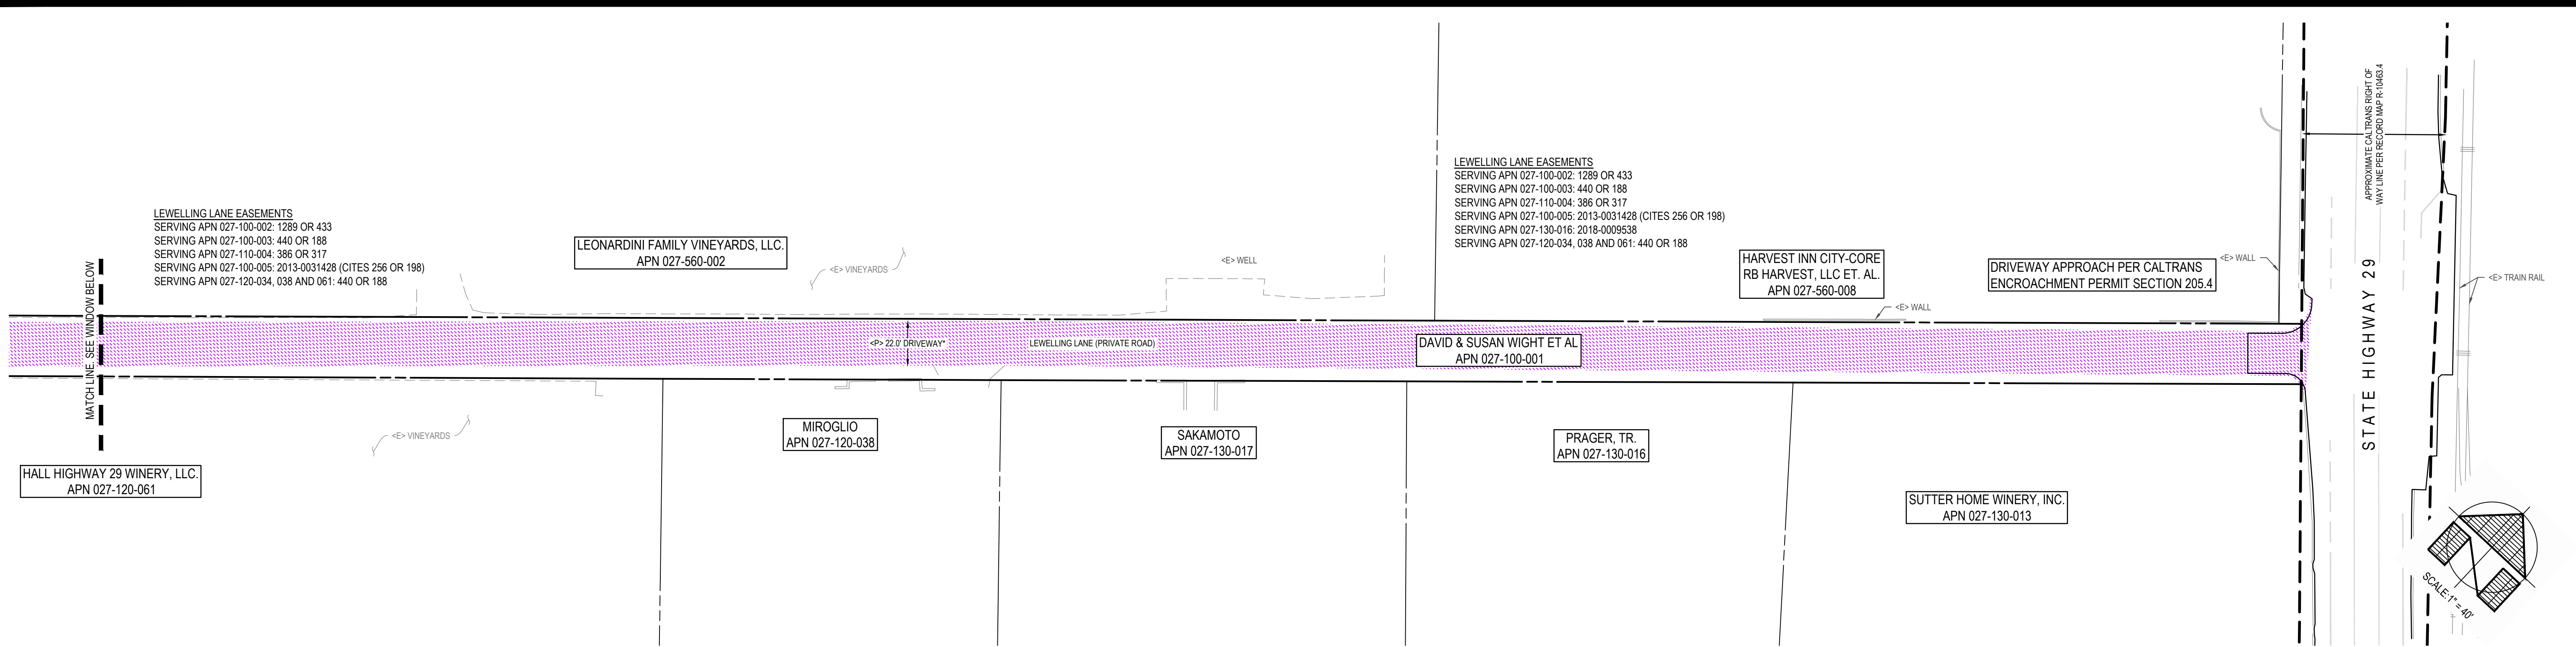 MATCH LINE. SEE WINDOW BELOW
LEWELLING LANE EASEMENTS
SERVING APN 027-100-002: 1289 OR 433
SERVING APN 027-100-003: 440 OR 188
SERVING APN 027-110-004: 386 OR 317
SERVING APN 027-100-005: 2013-0031428 (CITES 256 OR 198)
SERVING APN 027-120-034, 038 AND 061: 440 OR 188
LEONARDINI FAMILY VINEYARDS, LLC.
APN 027-560-002
<E> VINEYARDS
<E> WELL
LEWELLING LANE EASEMENTS
SERVING APN 027-100-002: 1289 OR 433
SERVING APN 027-100-003: 440 OR 188
SERVING APN 027-110-004: 386 OR 317
SERVING APN 027-100-005: 2013-0031428 (CITES 256 OR 198)
SERVING APN 027-130-016: 2018-0009538
SERVING APN 027-120-034, 038 AND 061: 440 OR 188
HARVEST INN CITY-CORE
RB HARVEST, LLC ET. AL.
APN 027-560-008
<E> WALL
DRIVEWAY APPROACH PER CALTRANS
ENCROACHMENT PERMIT SECTION 205.4
<E> WALL
APPROXIMATE CALTRANS RIGHT OF
WAY LINE PER RECORD MAP R-10463.4
STATE HIGHWAY 29
<E> TRAIN RAIL
<P> 22.0' DRIVEWAY"
LEWELLING LANE (PRIVATE ROAD)
DAVID & SUSAN WIGHT ET AL
APN 027-100-001
<E> VINEYARDS
HALL HIGHWAY 29 WINERY, LLC.
APN 027-120-061
MIROGLIO
APN 027-120-038
SAKAMOTO
APN 027-130-017
PRAGER, TR.
APN 027-130-016
SUTTER HOME WINERY, INC.
APN 027-130-013
SCALE:1" = 40'